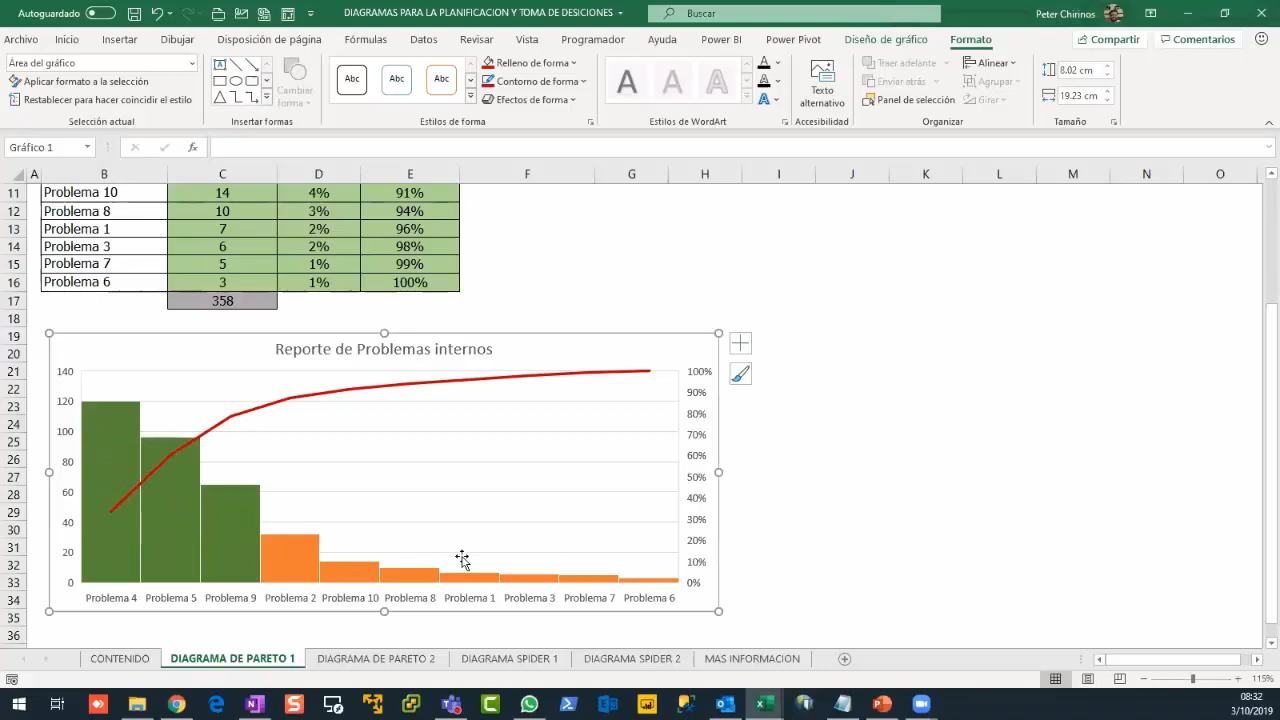 Autoguardado
DIAGRAMAS PARA LA PLANIFICACION Y TOMA DE DESICIONES
Buscar
Peter Chirinos
Archivo Inicio Insertar Dibujar Disposición de página Fórmulas Datos Revisar Vista Programador Ayuda Power BI Power Pivot Diseño de gráfico Formato
Compartir Comentarios
Área del gráfico
Aplicar formato a la selección
Restablecer para hacer coincidir el estilo
Selección actual
Cambiar forma
Insertar formas
Abc Abc Abc
Relleno de forma
Contorno de forma
Efectos de forma
Estilos de forma
A A A
Estilos de WordArt
Texto alternativo
Accesibilidad
Traer adelante
Enviar atrás
Panel de selección
Alinear
Agrupar
Girar
Organizar
8.02 cm
19.23 cm
Tamaño
Gráfico 1
fx
A B C D E F G H I J K L M N O
11 Problema 10 14 4% 91%
12 Problema 8 10 3% 94%
13 Problema 1 7 2% 96%
14 Problema 3 6 2% 98%
15 Problema 7 5 1% 99%
16 Problema 6 3 1% 100%
17 358
18
19
20
21
22
23
24
25
26
27
28
29
30
31
32
33
34
35
36
Reporte de Problemas internos
140
120
100
80
60
40
20
0
100%
90%
80%
70%
60%
50%
40%
30%
20%
10%
0%
Problema 4 Problema 5 Problema 9 Problema 2 Problema 10 Problema 8 Problema 1 Problema 3 Problema 7 Problema 6
CONTENIDO DIAGRAMA DE PARETO 1 DIAGRAMA DE PARETO 2 DIAGRAMA SPIDER 1 DIAGRAMA SPIDER 2 MAS INFORMACION
115%
08:32
3/10/2019